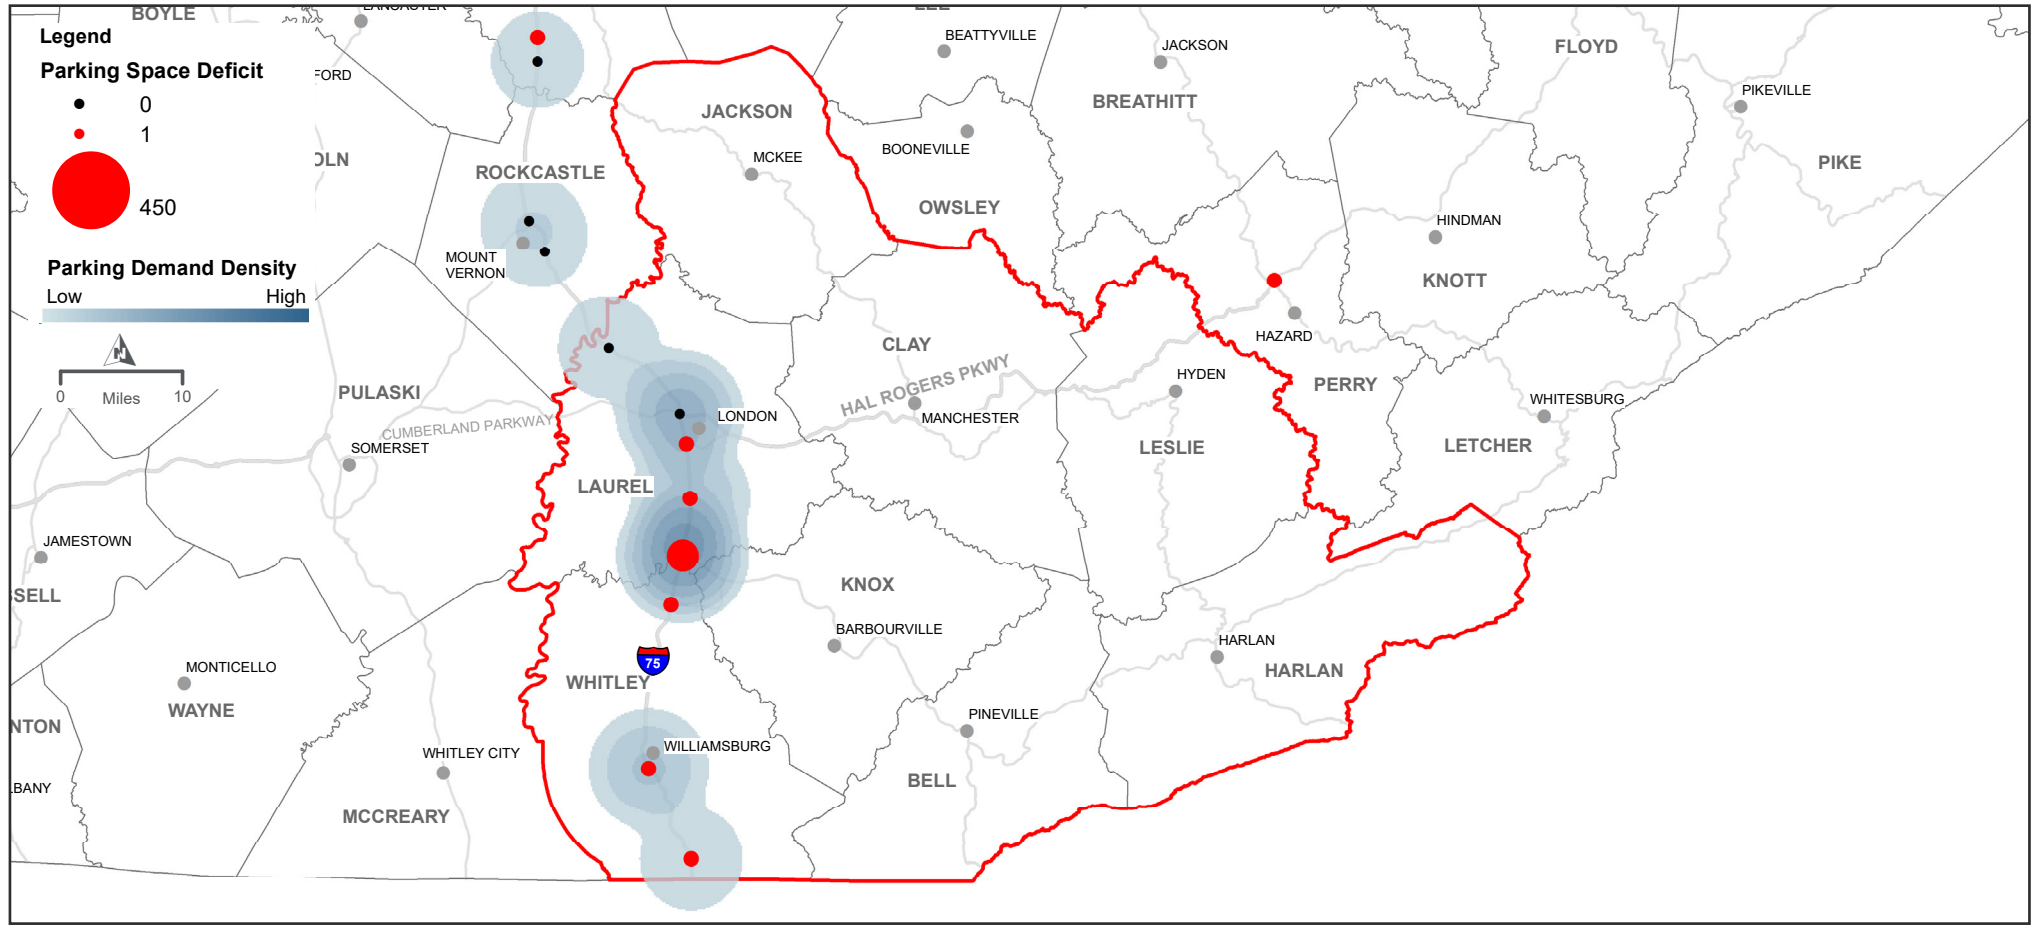 Legend
Parking Space Deficit
0
1
450
Parking Demand Density
Low High
N
0 Miles 10
BOYLE
LANCASTER
FORD
OLN
ROCKCASTLE
MOUNT
VERNON
JACKSON
MCKEE
BEATTYVILLE
BOONEVILLE
OWSLEY
JACKSON
BREATHITT
FLOYD
PIKEVILLE
PIKE
HINDMAN
KNOTT
HAZARD
PERRY
CLAY
HAL ROGERS PKWY
MANCHESTER
HYDEN
LESLIE
WHITESBURG
LETCHER
PULASKI
CUMBERLAND PARKWAY
SOMERSET
LONDON
LAUREL
JAMESTOWN
SSELL
KNOX
BARBOURVILLE
HARLAN
HARLAN
75
WHITLEY
MONTICELLO
WAYNE
NTON
LBANY
WHITLEY CITY
MCCREARY
WILLIAMSBURG
PINEVILLE
BELL